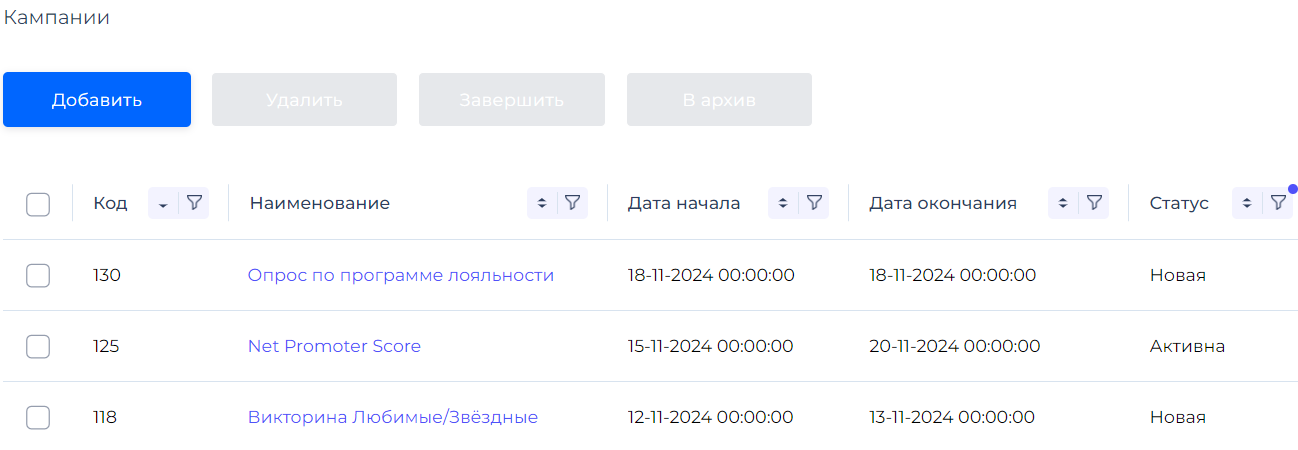 Кампании
Добавить Удалить Завершить В архив
Код Наименование Дата начала Дата окончания Статус
130 Опрос по программе лояльности 18-11-2024 00:00:00 18-11-2024 00:00:00 Новая
125 Net Promoter Score 15-11-2024 00:00:00 20-11-2024 00:00:00 Активна
118 Викторина Любимые/Звёздные 12-11-2024 00:00:00 13-11-2024 00:00:00 Новая